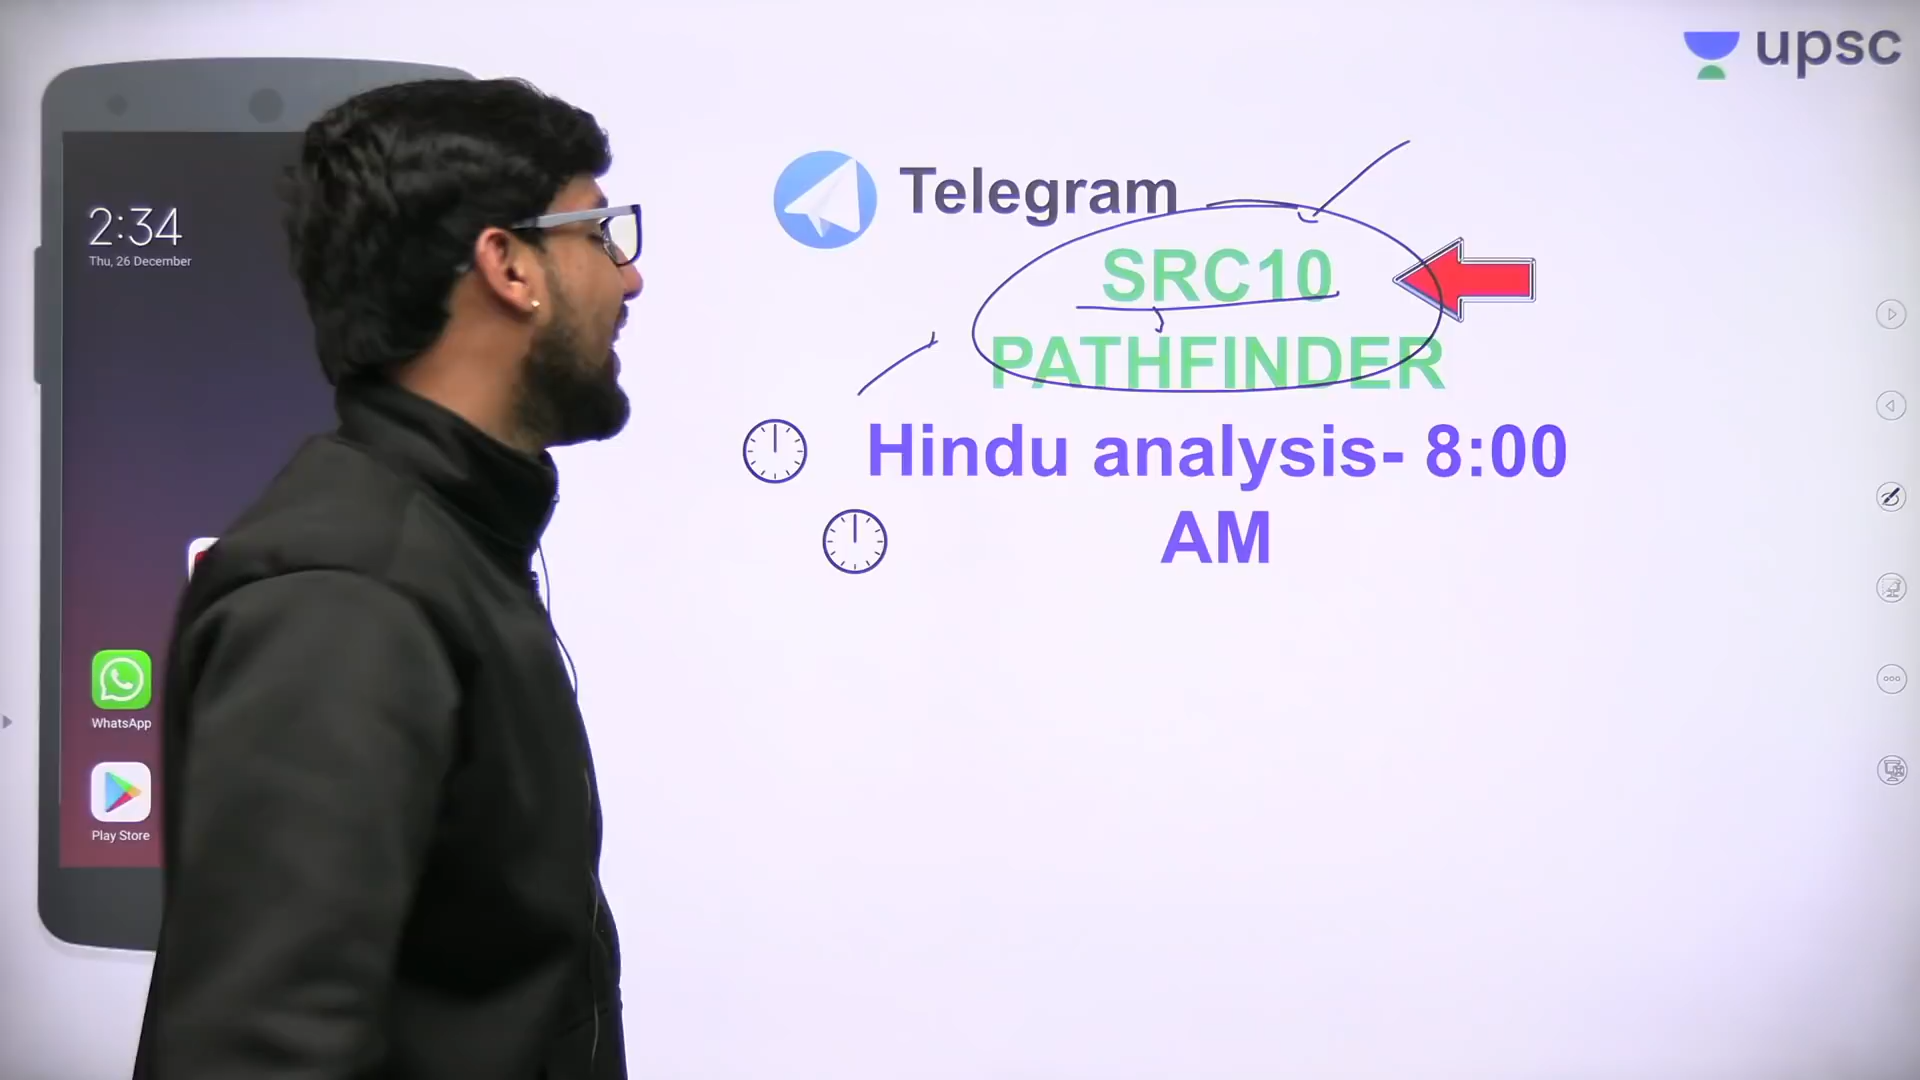 upsc
2:34
Thu, 26 December
WhatsApp
Play Store
Telegram
SRC10
PATHFINDER
Hindu analysis- 8:00
AM